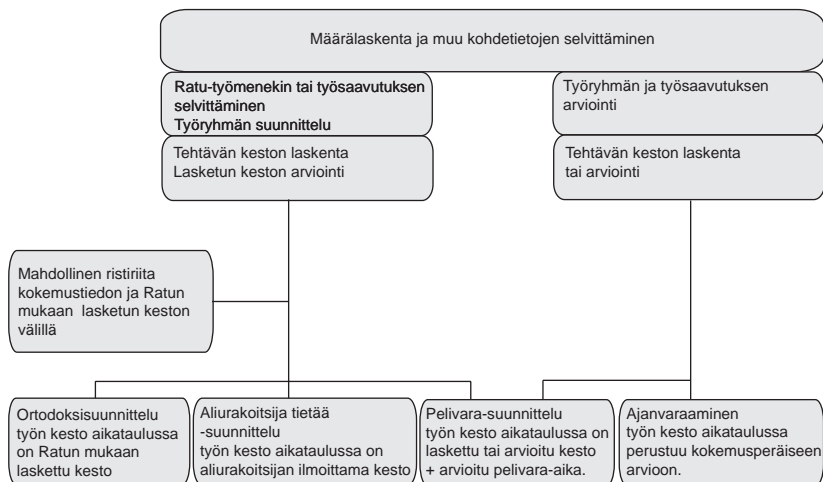 Määrälaskenta ja muu kohdetietojen selvittäminen
Ratu-työmenekin tai työsaavutuksen
selvittäminen
Työryhmän suunnittelu
Työryhmän ja työsaavutuksen
arviointi
Tehtävän keston laskenta
Lasketun keston arviointi
Tehtävän keston laskenta
tai arviointi
Mahdollinen ristiriita
kokemustiedon ja Ratun
mukaan lasketun keston
välillä
Ortodoksisuunnittelu
työn kesto aikataulussa
on Ratun mukaan
laskettu kesto
Aliurakoitsija tietää
-suunnittelu
työn kesto aikataulussa on
aliurakoitsijan ilmoittama kesto
Pelivara-suunnittelu
työn kesto aikataulussa on
laskettu tai arvioitu kesto
+ arvioitu pelivara-aika.
Ajanvaraaminen
työn kesto aikataulussa
perustuu kokemusperäiseen
arvioon.